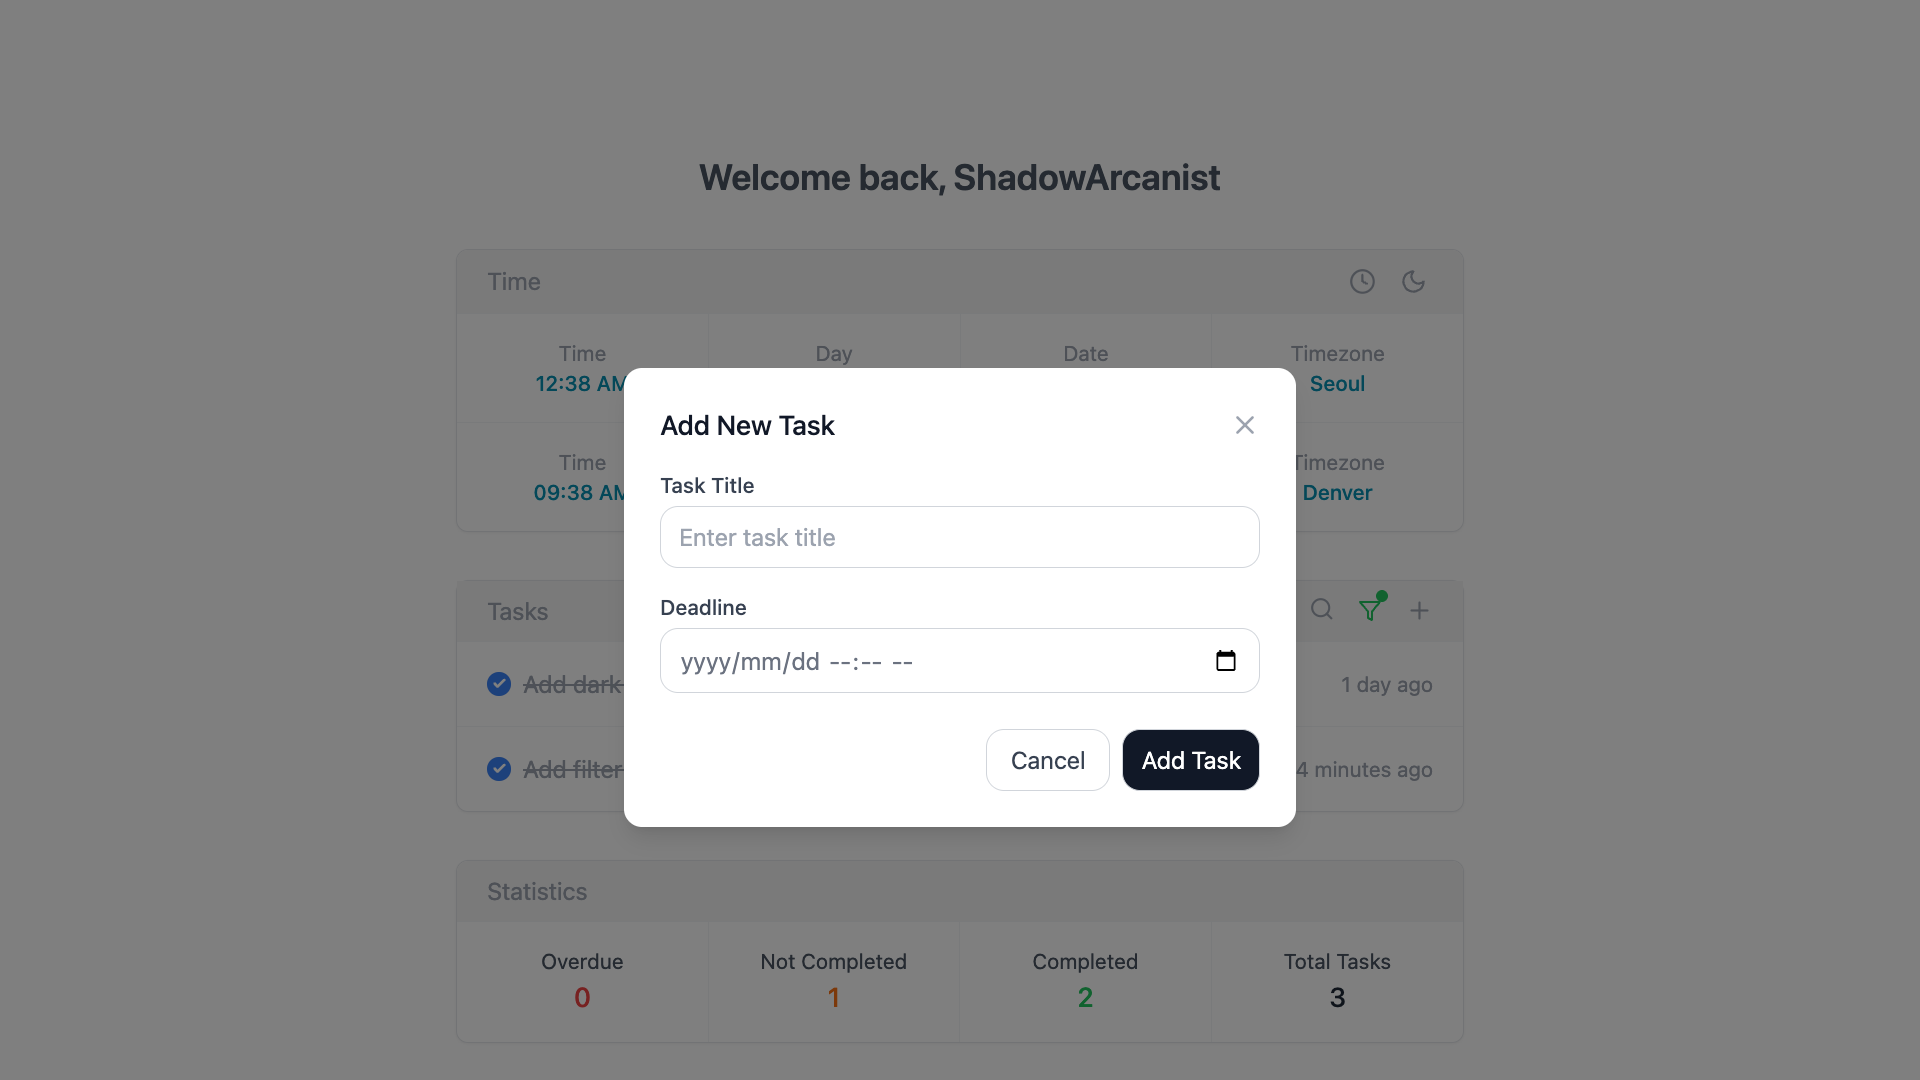 Welcome back, ShadowArcanist
Time
Time
Day
Date
Timezone
12:38 AM
Seoul
Time
Timezone
09:38 AM
Denver
Add New Task
Task Title
Enter task title
Deadline
yyyy/mm/dd --:-- --
Cancel
Add Task
Tasks
Add dark
1 day ago
Add filter
4 minutes ago
Statistics
Overdue
Not Completed
Completed
Total Tasks
0
1
2
3